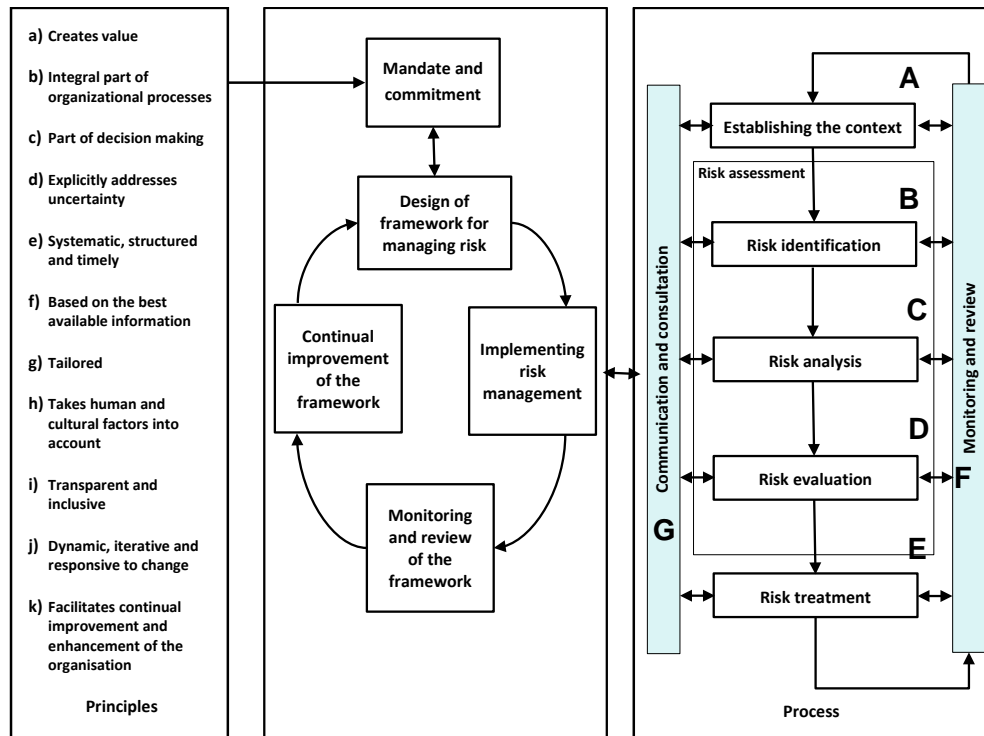 a) Creates value
b) Integral part of
organizational processes
c) Part of decision making
d) Explicitly addresses
uncertainty
e) Systematic, structured
and timely
f) Based on the best
available information
g) Tailored
h) Takes human and
cultural factors into
account
i) Transparent and
inclusive
j) Dynamic, iterative and
responsive to change
k) Facilitates continual
improvement and
enhancement of the
organisation
Principles
Mandate and
commitment
Design of
framework for
managing risk
Continual
improvement
of the
framework
Implementing
risk
management
Monitoring
and review
of the
framework
Communication and consultation
G
A
Establishing the context
Risk assessment
B
Risk identification
C
Risk analysis
D
Risk evaluation
E
Risk treatment
Monitoring and review
F
Process